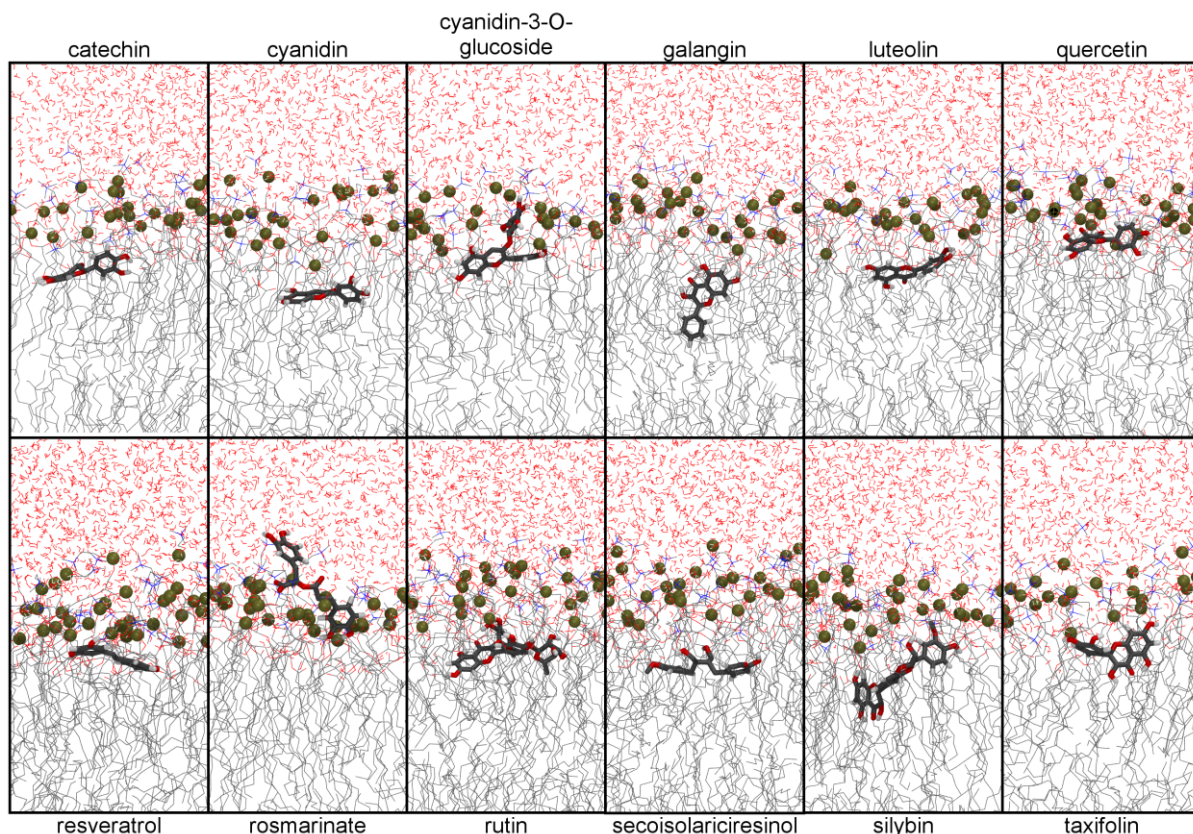 catechin
cyanidin
cyanidin-3-O-
glucoside
galangin
luteolin
quercetin
resveratrol
rosmarinate
rutin
secoisolariciresinol
silybin
taxifolin